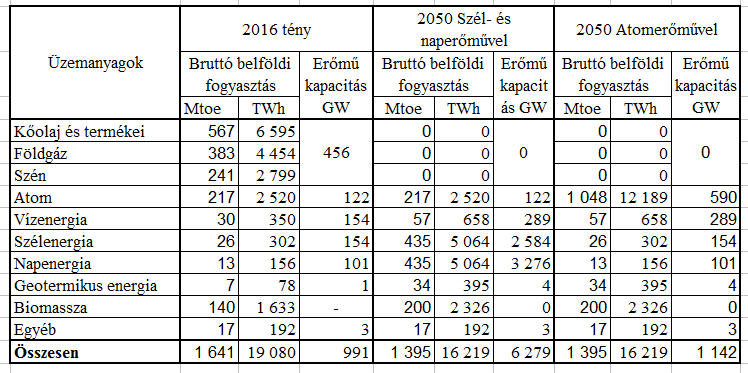 Üzemanyagok 2016 tény 2050 Szél- és naperőművel 2050 Atomerőművel
Bruttó belföldi fogyasztás Erőmű kapacitás GW Bruttó belföldi fogyasztás Erőmű kapacit ás GW Bruttó belföldi fogyasztás Erőmű kapacitás GW
Mtoe TWh Mtoe TWh Mtoe TWh
Kőolaj és termékei 567 6 595 456 0 0 0 0 0 0
Földgáz 383 4 454 0 0 0 0
Szén 241 2 799 0 0 0 0
Atom 217 2 520 122 217 2 520 122 1 048 12 189 590
Vízenergia 30 350 154 57 658 289 57 658 289
Szélenergia 26 302 154 435 5 064 2 584 26 302 154
Napenergia 13 156 101 435 5 064 3 276 13 156 101
Geotermikus energia 7 78 1 34 395 4 34 395 4
Biomassza 140 1 633 - 200 2 326 0 200 2 326 0
Egyéb 17 192 3 17 192 3 17 192 3
Összesen 1 641 19 080 991 1 395 16 219 6 279 1 395 16 219 1 142